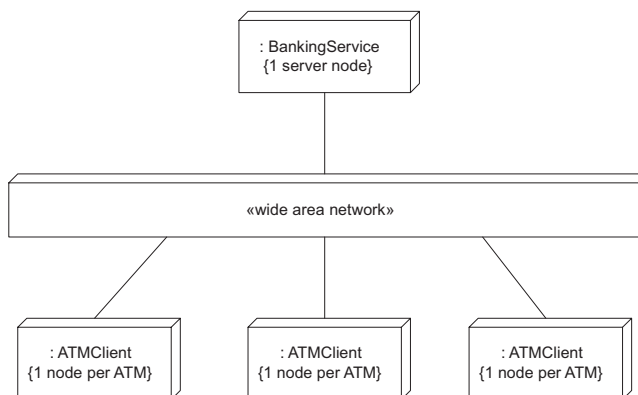 : BankingService
{1 server node}
«wide area network»
: ATMClient
{1 node per ATM}
: ATMClient
{1 node per ATM}
: ATMClient
{1 node per ATM}